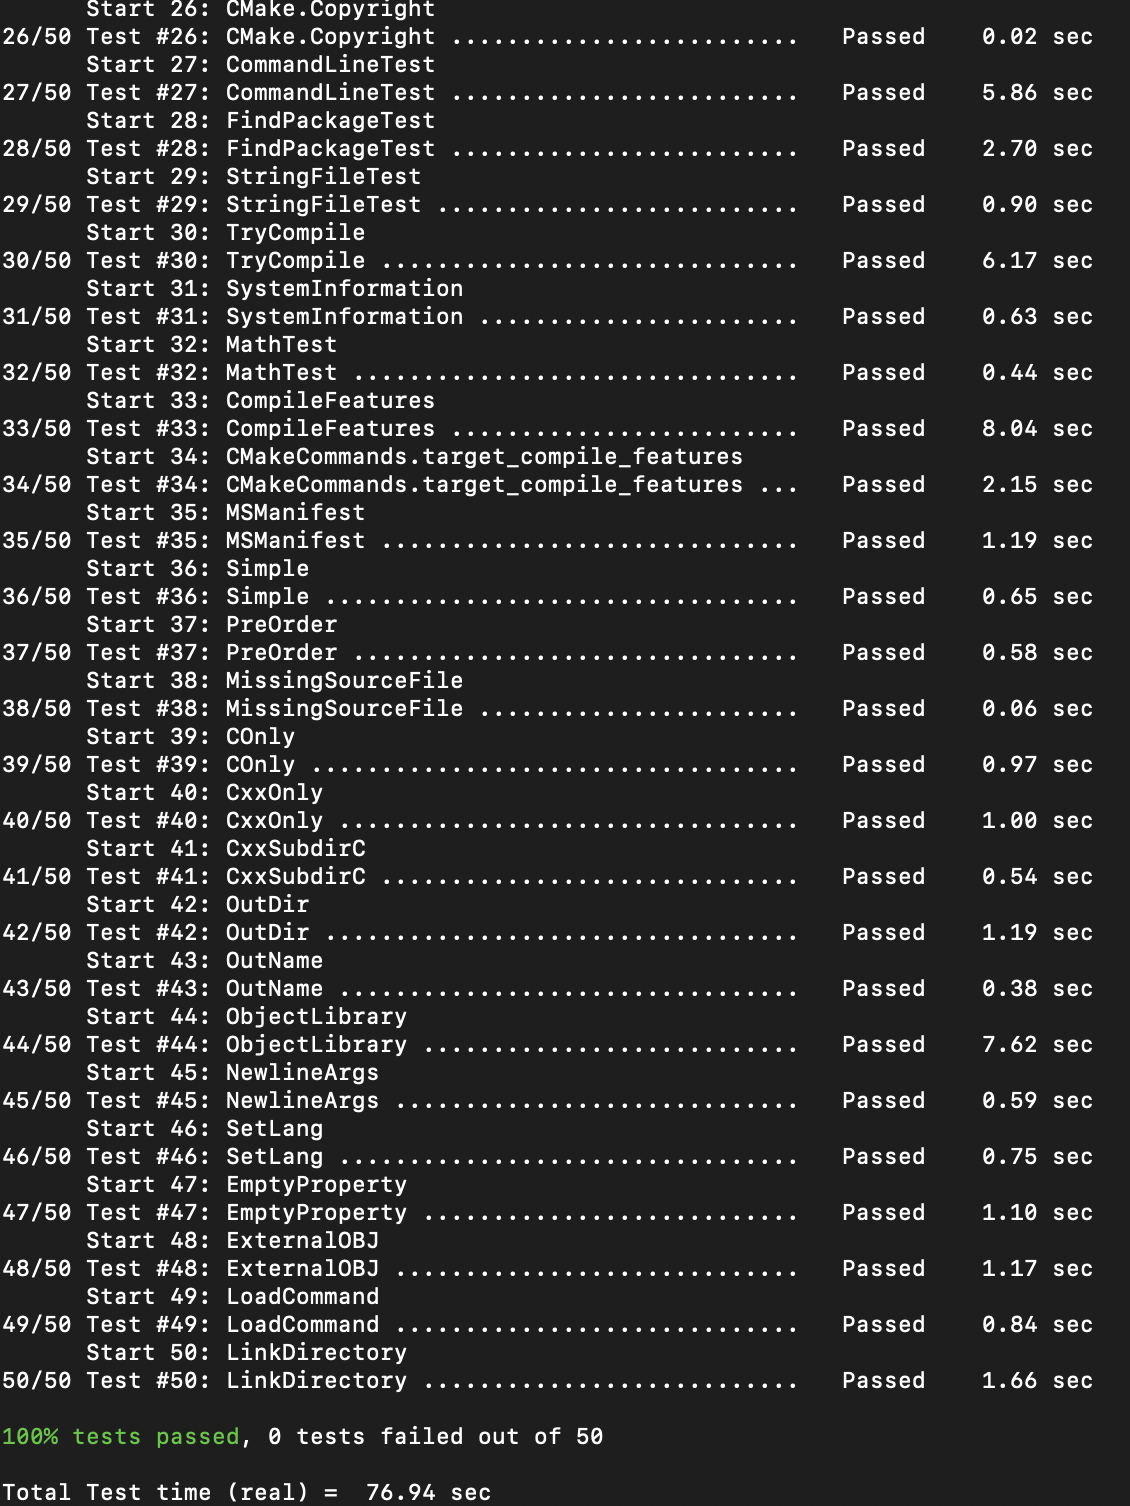 Start 26: CMake.Copyright
26/50 Test #26: CMake.Copyright .........................   Passed    0.02 sec
Start 27: CommandLineTest
27/50 Test #27: CommandLineTest .........................   Passed    5.86 sec
Start 28: FindPackageTest
28/50 Test #28: FindPackageTest .........................   Passed    2.70 sec
Start 29: StringFileTest
29/50 Test #29: StringFileTest ..........................   Passed    0.90 sec
Start 30: TryCompile
30/50 Test #30: TryCompile ..............................   Passed    6.17 sec
Start 31: SystemInformation
31/50 Test #31: SystemInformation .......................   Passed    0.63 sec
Start 32: MathTest
32/50 Test #32: MathTest ................................   Passed    0.44 sec
Start 33: CompileFeatures
33/50 Test #33: CompileFeatures .........................   Passed    8.04 sec
Start 34: CMakeCommands.target_compile_features
34/50 Test #34: CMakeCommands.target_compile_features ...   Passed    2.15 sec
Start 35: MSManifest
35/50 Test #35: MSManifest ..............................   Passed    1.19 sec
Start 36: Simple
36/50 Test #36: Simple ..................................   Passed    0.65 sec
Start 37: PreOrder
37/50 Test #37: PreOrder ................................   Passed    0.58 sec
Start 38: MissingSourceFile
38/50 Test #38: MissingSourceFile .......................   Passed    0.06 sec
Start 39: COnly
39/50 Test #39: COnly ...................................   Passed    0.97 sec
Start 40: CxxOnly
40/50 Test #40: CxxOnly .................................   Passed    1.00 sec
Start 41: CxxSubdirC
41/50 Test #41: CxxSubdirC ..............................   Passed    0.54 sec
Start 42: OutDir
42/50 Test #42: OutDir ..................................   Passed    1.19 sec
Start 43: OutName
43/50 Test #43: OutName .................................   Passed    0.38 sec
Start 44: ObjectLibrary
44/50 Test #44: ObjectLibrary ...........................   Passed    7.62 sec
Start 45: NewlineArgs
45/50 Test #45: NewlineArgs .............................   Passed    0.59 sec
Start 46: SetLang
46/50 Test #46: SetLang .................................   Passed    0.75 sec
Start 47: EmptyProperty
47/50 Test #47: EmptyProperty ...........................   Passed    1.10 sec
Start 48: ExternalOBJ
48/50 Test #48: ExternalOBJ .............................   Passed    1.17 sec
Start 49: LoadCommand
49/50 Test #49: LoadCommand .............................   Passed    0.84 sec
Start 50: LinkDirectory
50/50 Test #50: LinkDirectory ...........................   Passed    1.66 sec
100% tests passed, 0 tests failed out of 50
Total Test time (real) =  76.94 sec